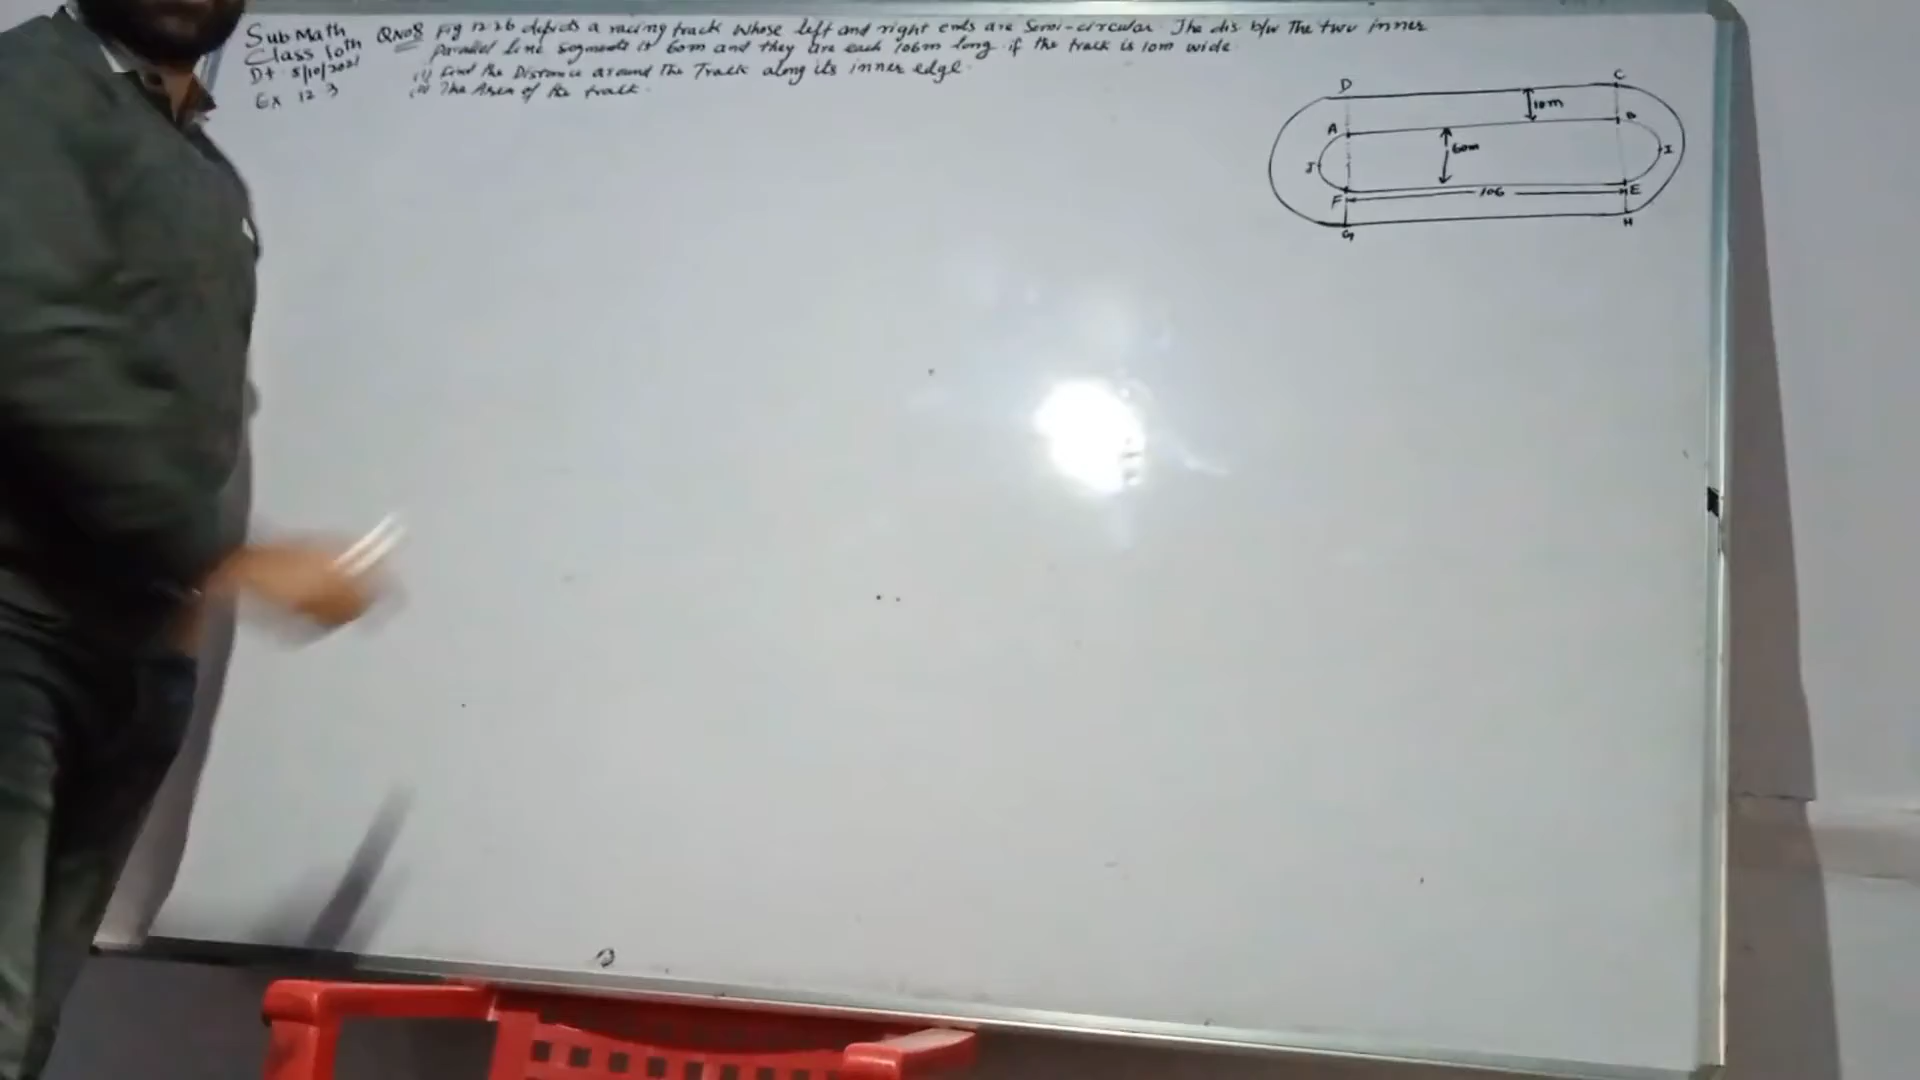 Sub Math
Class 10th
Dt 5/10/2021
Ex 12 3
QNo8 Fig 12 26 depicts a racing track whose left and right ends are Semi-circular. The dis b/w The two inner
Parallel line segments is 60m and they are each 106m long if the track is 10m wide
(i) find the Distance around The Track along its inner edge.
(ii) The Area of the track.
D C
10m
A B
60m
J I
F 106 E
G H